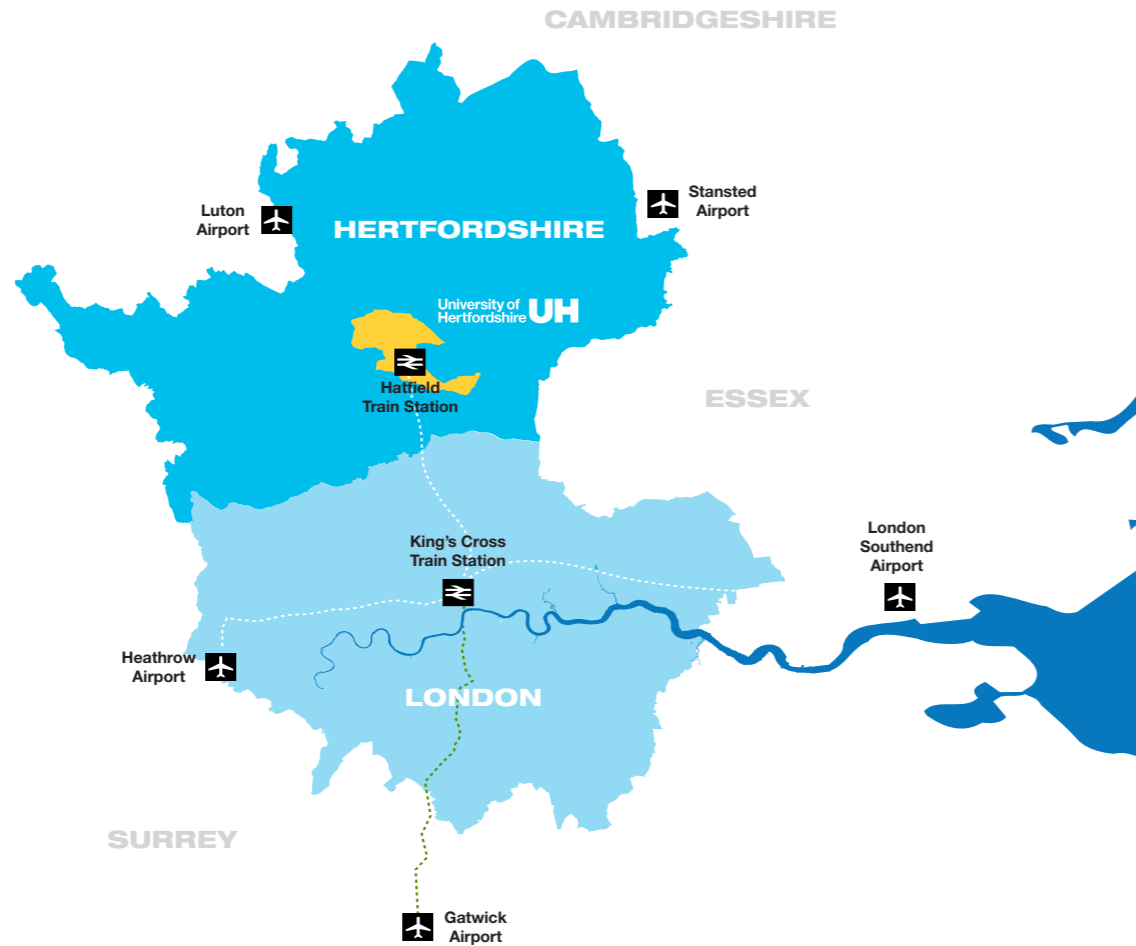 CAMBRIDGESHIRE
Stansted
Airport
Luton
Airport
HERTFORDSHIRE
University of
Hertfordshire UH
Hatfield
Train Station
ESSEX
King's Cross
Train Station
London
Southend
Airport
Heathrow
Airport
LONDON
SURREY
Gatwick
Airport